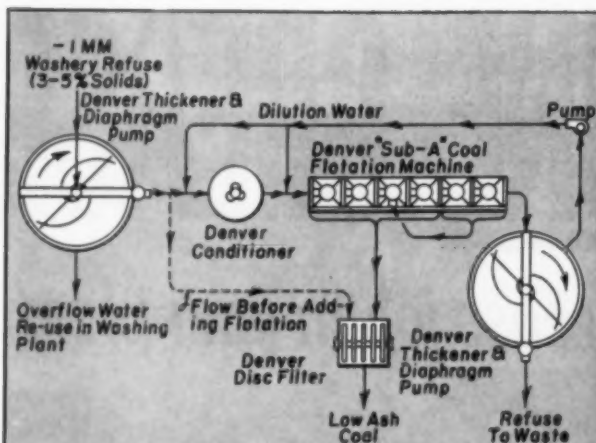 -1 MM
Washery Refuse
(3-5% Solids)
Denver Thickener &
Diaphragm
Pump
Dilution Water
Pump
Denver "Sub-A" Coal
Flotation Machine
Denver
Conditioner
Overflow Water
Re-use in Washing
Plant
Flow Before Add-
ing Flotation
Denver
Disc Filter
Denver
Thickener &
Diaphragm
Pump
Low Ash
Coal
Refuse
To Waste